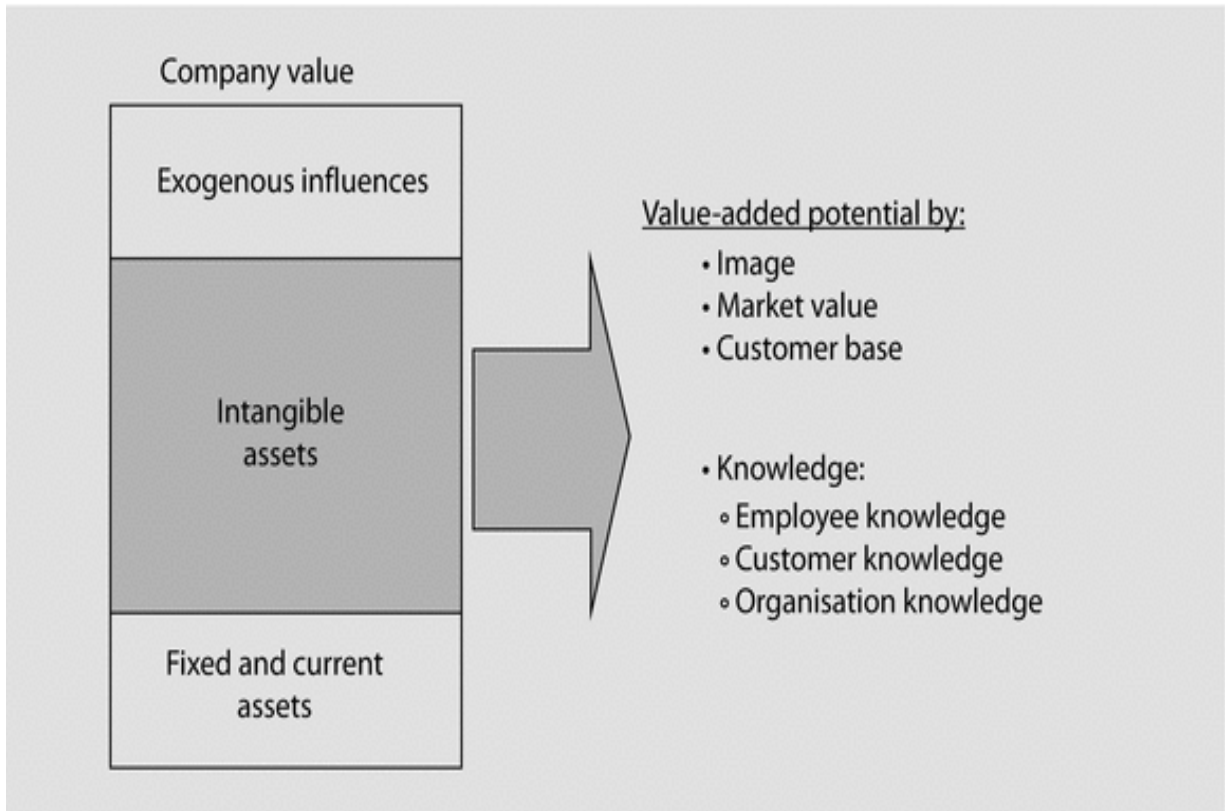 Company value
Exogenous influences
Intangible
assets
Fixed and current
assets
Value-added potential by:
• Image
• Market value
• Customer base
• Knowledge:
∘ Employee knowledge
∘ Customer knowledge
∘ Organisation knowledge